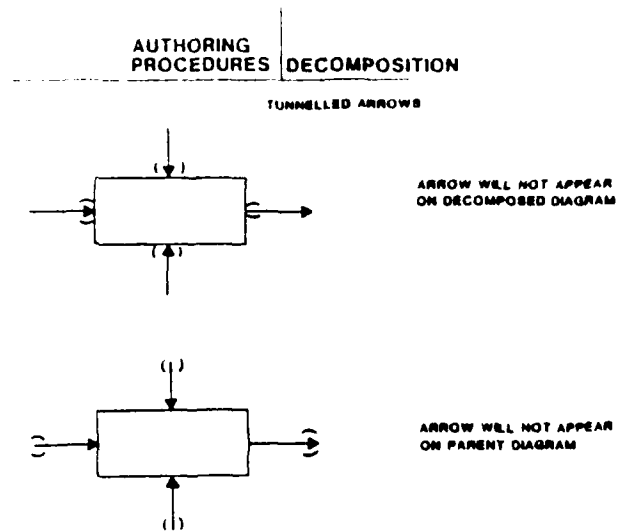 AUTHORING
PROCEDURES DECOMPOSITION
TUNNELLED ARROWS
ARROW WILL NOT APPEAR
ON DECOMPOSED DIAGRAM
ARROW WILL NOT APPEAR
ON PARENT DIAGRAM